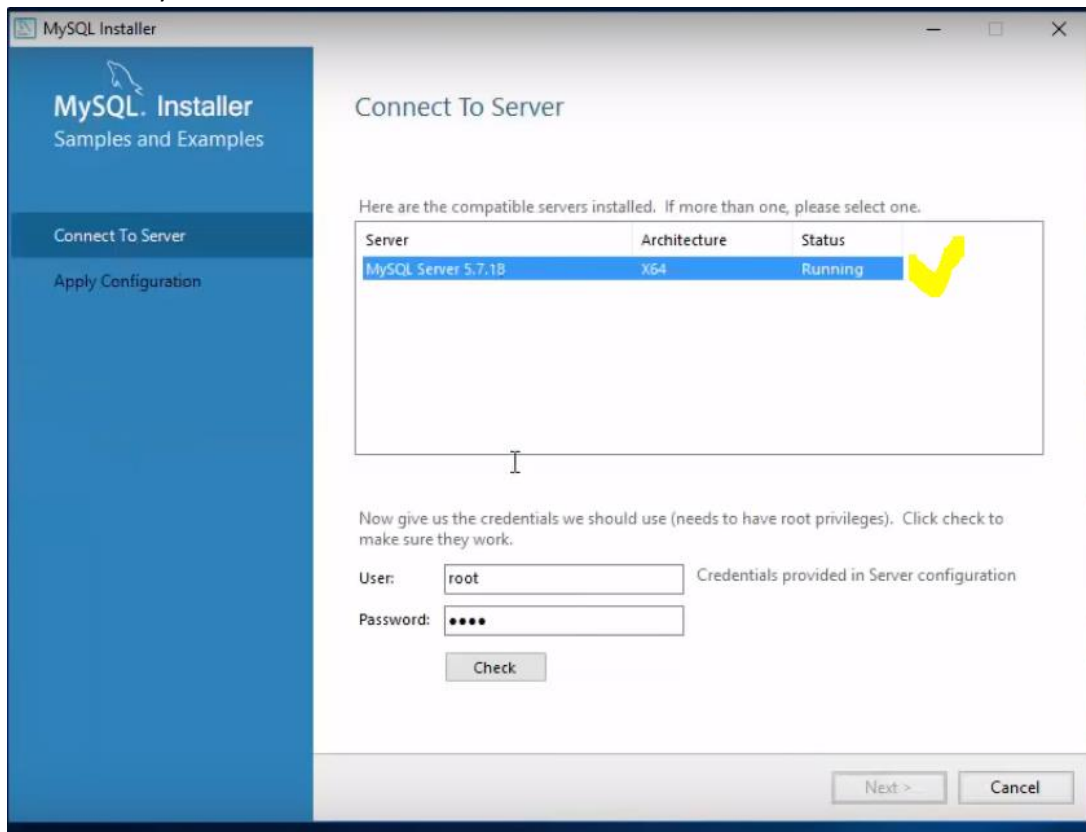 MySQL Installer
MySQL. Installer
Samples and Examples
Connect To Server
Apply Configuration
Connect To Server
Here are the compatible servers installed. If more than one, please select one.
Server Architecture Status
MySQL Server 5.7.18 X64 Running
Now give us the credentials we should use (needs to have root privileges). Click check to
make sure they work.
User: root Credentials provided in Server configuration
Password: ••••
Check
Next > Cancel